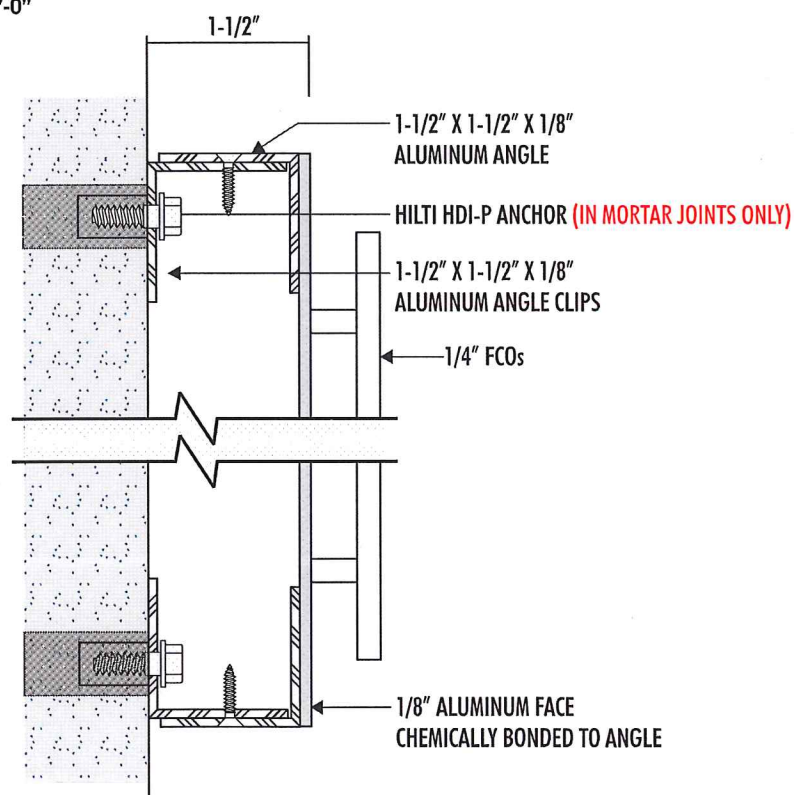 1-1/2"
1-1/2" X 1-1/2" X 1/8"
ALUMINUM ANGLE
HILTI HDI-P ANCHOR (IN MORTAR JOINTS ONLY)
1-1/2" X 1-1/2" X 1/8"
ALUMINUM ANGLE CLIPS
1/4" FCOs
1/8" ALUMINUM FACE
CHEMICALLY BONDED TO ANGLE